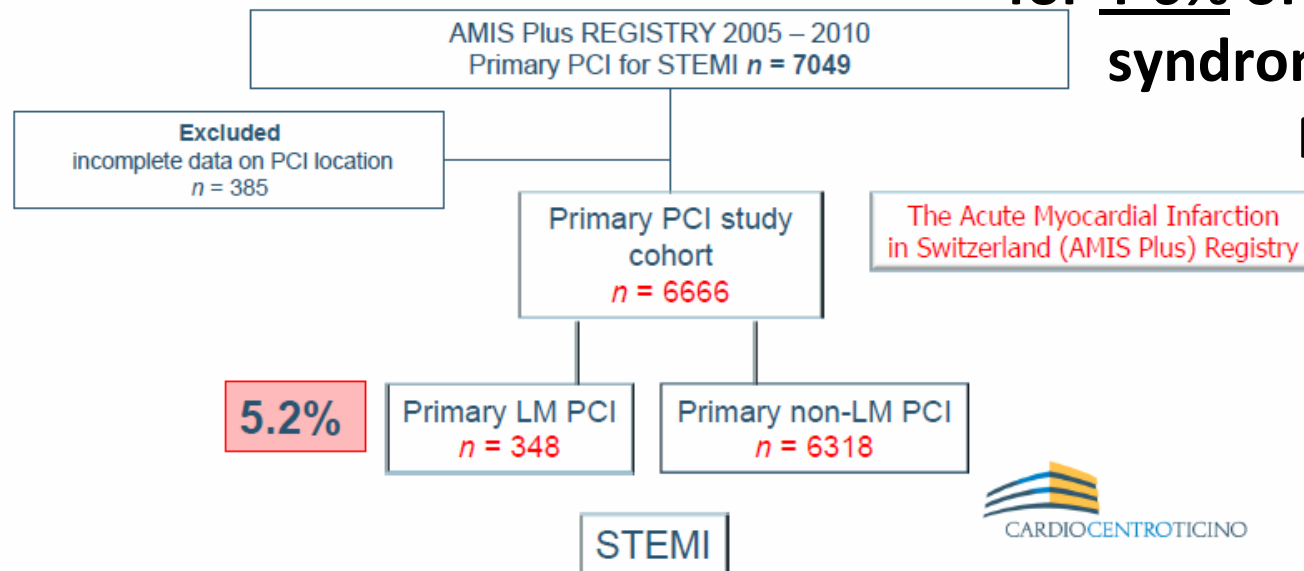 AMIS Plus REGISTRY 2005 – 2010
Primary PCI for STEMI n = 7049
syndrom
Excluded
incomplete data on PCI location
n = 385
Primary PCI study
cohort
n = 6666
The Acute Myocardial Infarction
in Switzerland (AMIS Plus) Registry
5.2%
Primary LM PCI
n = 348
Primary non-LM PCI
n = 6318
STEMI
CARDIOCENTROTICINO